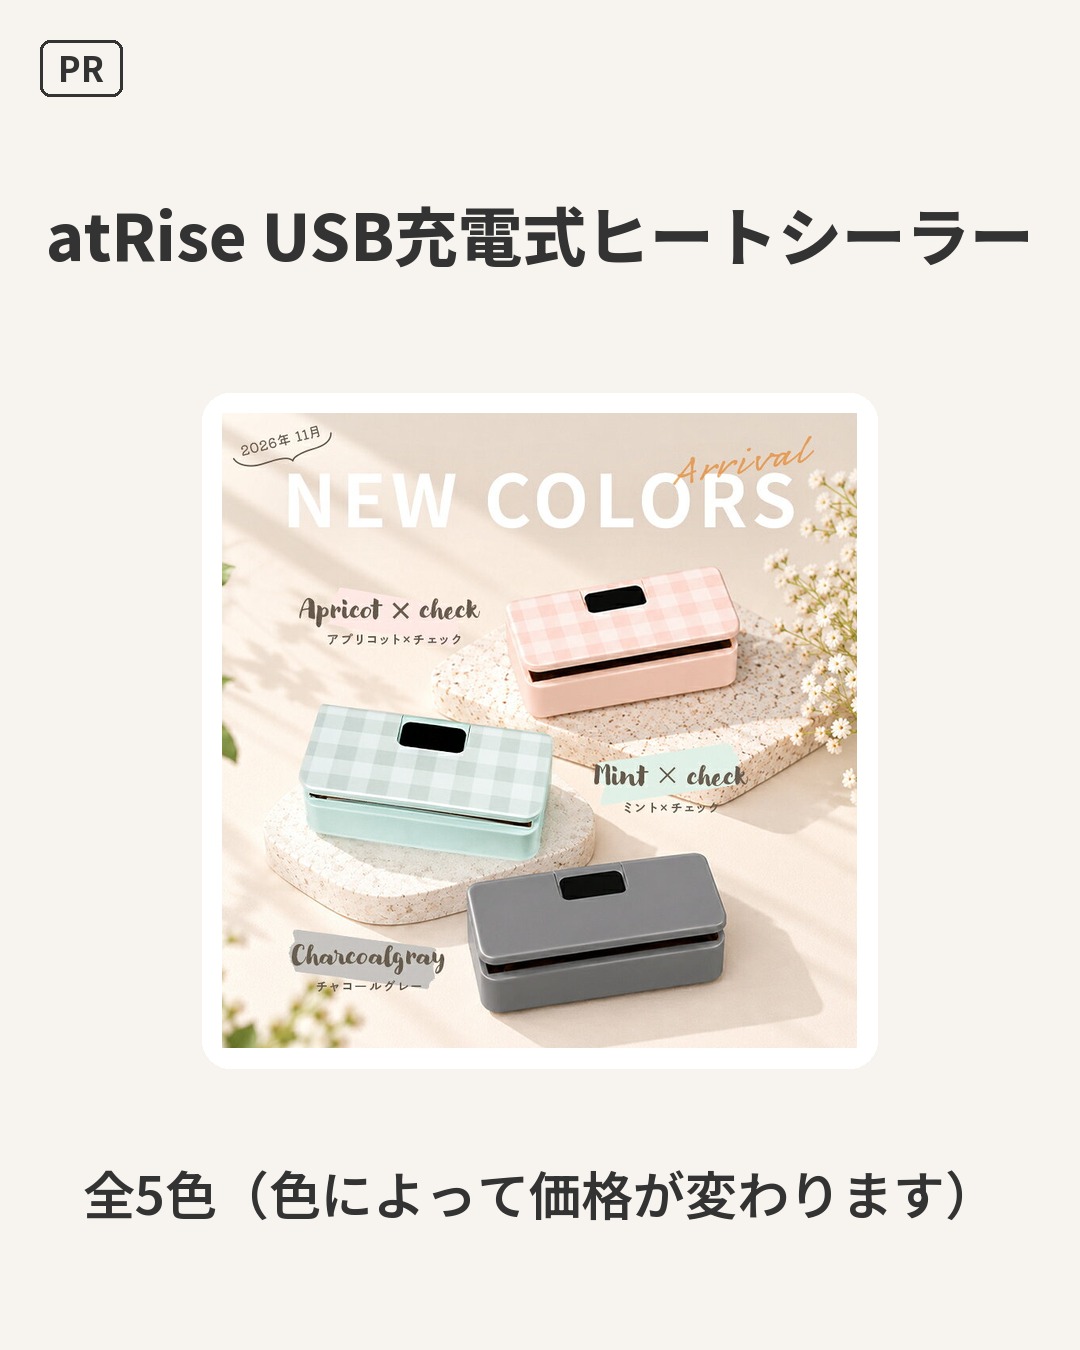 PR
atRise USB充電式ヒートシーラー
2026年 11月
Arrival
NEW COLORS
Apricot × check
アプリコット×チェック
Mint × check
ミント×チェック
Charcoalgray
チャコールグレー
全5色（色によって価格が変わります）